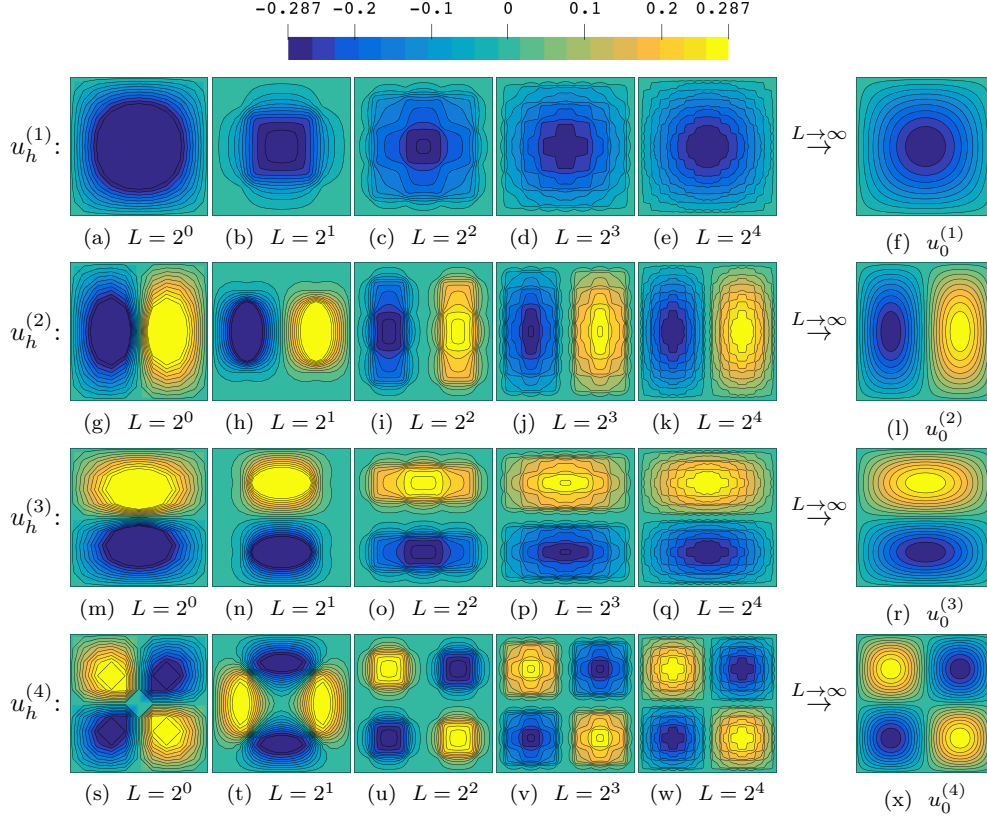 -0.287 -0.2 -0.1 0 0.1 0.2 0.287
u_h^{(1)}: L→∞ →
(a) L = 2^0 (b) L = 2^1 (c) L = 2^2 (d) L = 2^3 (e) L = 2^4 (f) u_0^{(1)}
u_h^{(2)}: L→∞ →
(g) L = 2^0 (h) L = 2^1 (i) L = 2^2 (j) L = 2^3 (k) L = 2^4 (l) u_0^{(2)}
u_h^{(3)}: L→∞ →
(m) L = 2^0 (n) L = 2^1 (o) L = 2^2 (p) L = 2^3 (q) L = 2^4 (r) u_0^{(3)}
u_h^{(4)}: L→∞ →
(s) L = 2^0 (t) L = 2^1 (u) L = 2^2 (v) L = 2^3 (w) L = 2^4 (x) u_0^{(4)}